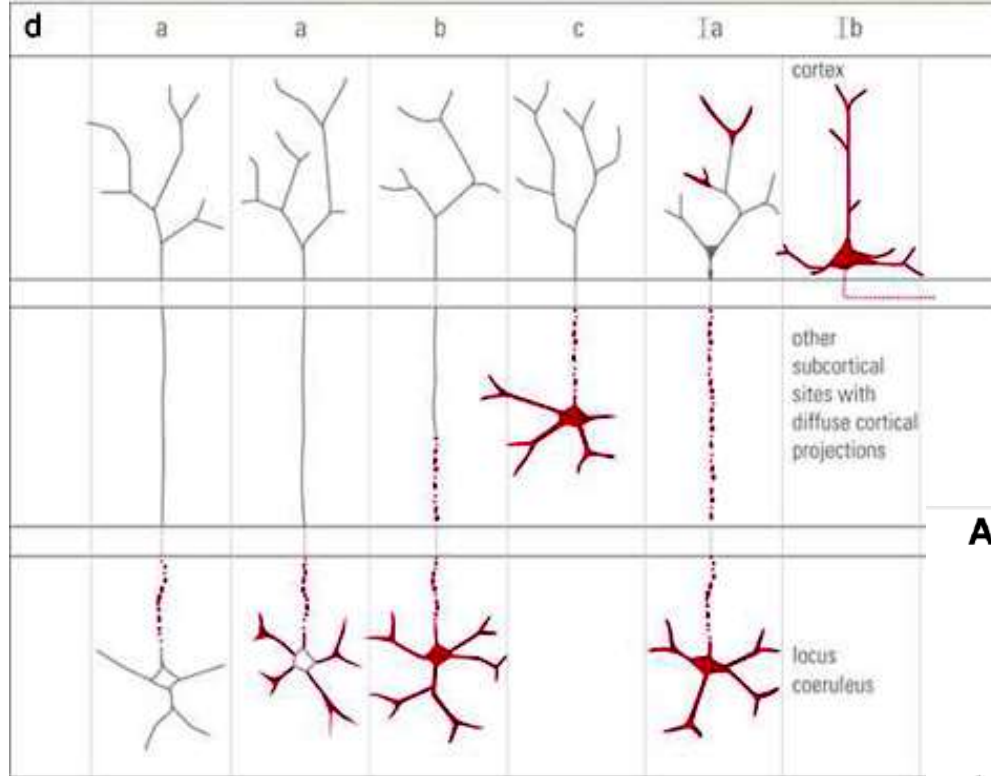 d a a b c Ia Ib
cortex
other
subcortical
sites with
diffuse cortical
projections
A
locus
coeruleus